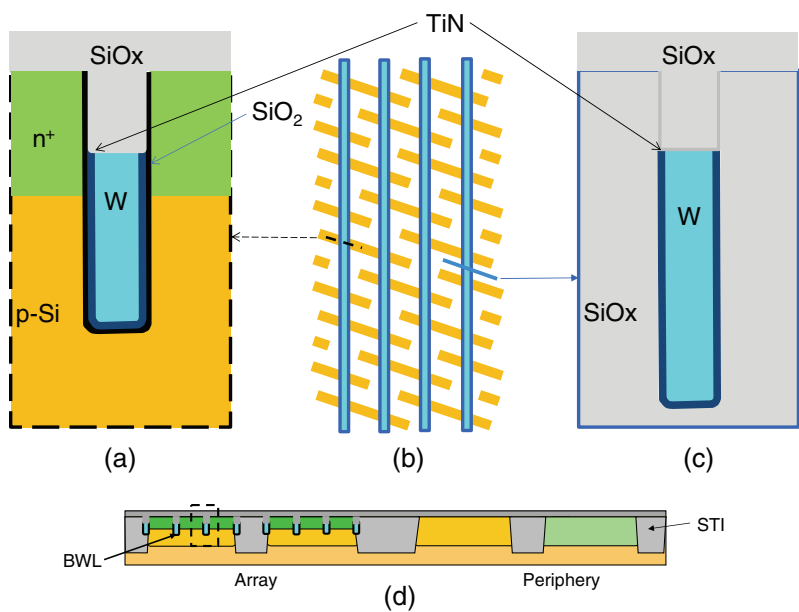 TiN
SiOx
SiOx
SiO₂
n⁺
W
W
p-Si
SiOx
(a)
(b)
(c)
STI
BWL
Array
Periphery
(d)